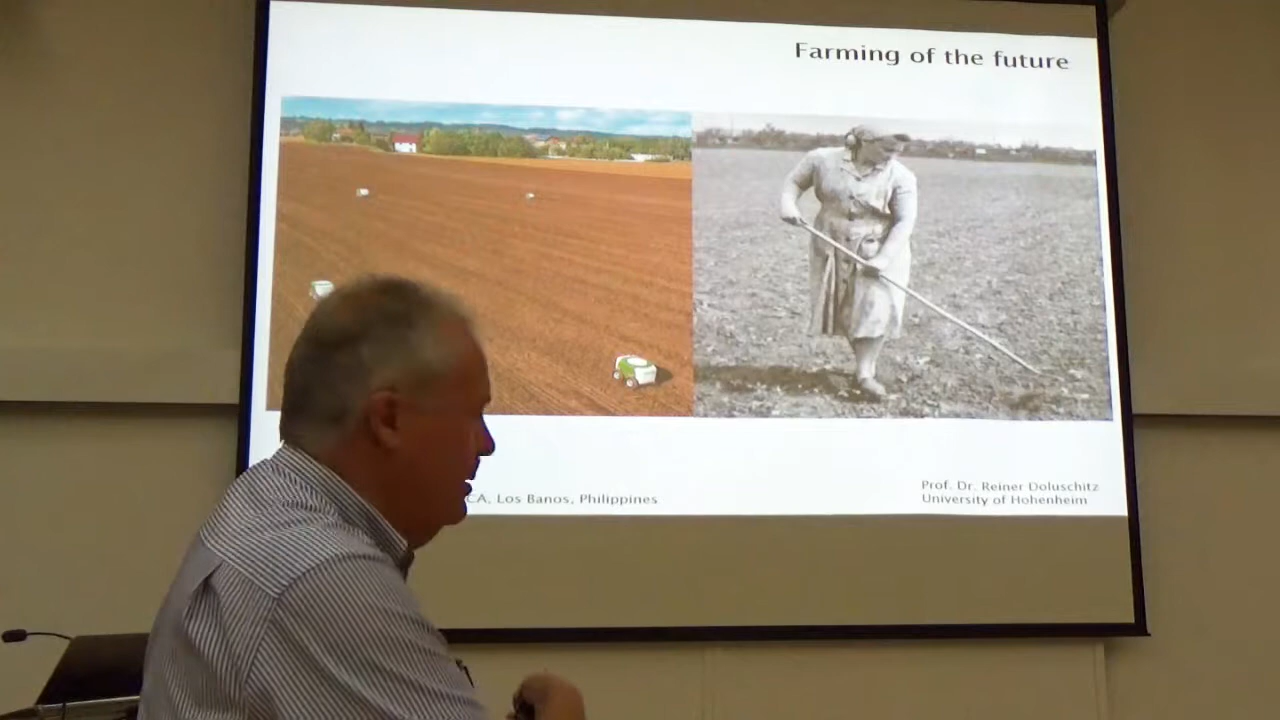 Farming of the future
CA, Los Banos, Philippines
Prof. Dr. Reiner Doluschitz
University of Hohenheim